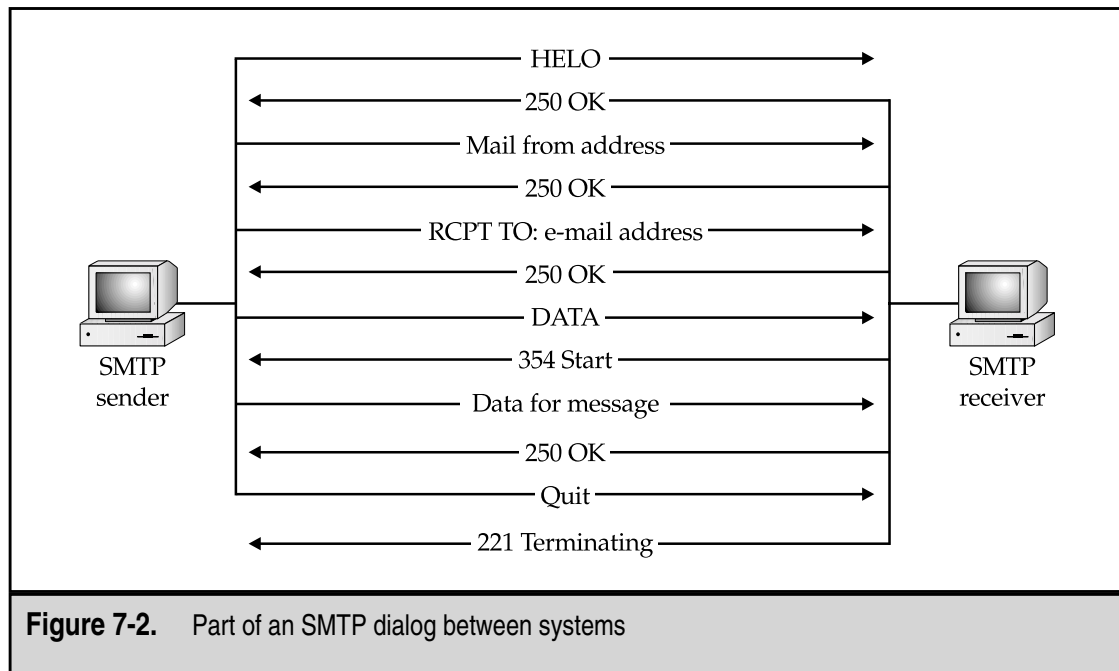 HELO
250 OK
Mail from address
250 OK
RCPT TO: e-mail address
250 OK
DATA
354 Start
Data for message
250 OK
Quit
221 Terminating
SMTP
sender
SMTP
receiver
Figure 7-2. Part of an SMTP dialog between systems